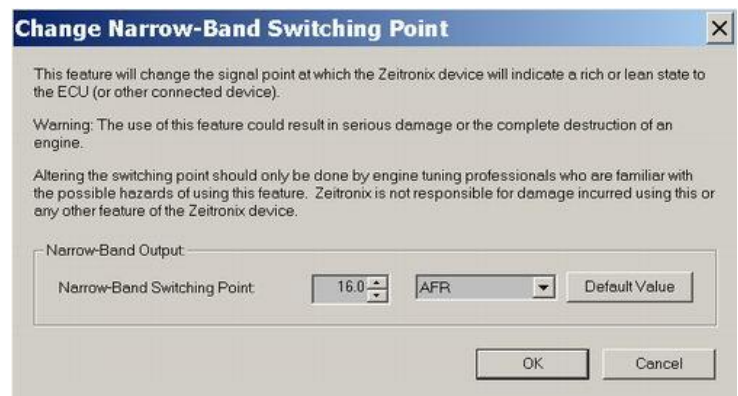 Change Narrow-Band Switching Point
This feature will change the signal point at which the Zeitronix device will indicate a rich or lean state to
the ECU (or other connected device).
Warning: The use of this feature could result in serious damage or the complete destruction of an
engine.
Altering the switching point should only be done by engine tuning professionals who are familiar with
the possible hazards of using this feature. Zeitronix is not responsible for damage incurred using this or
any other feature of the Zeitronix device.
Narrow-Band Output:
Narrow-Band Switching Point: 16.0 AFR Default Value
OK Cancel